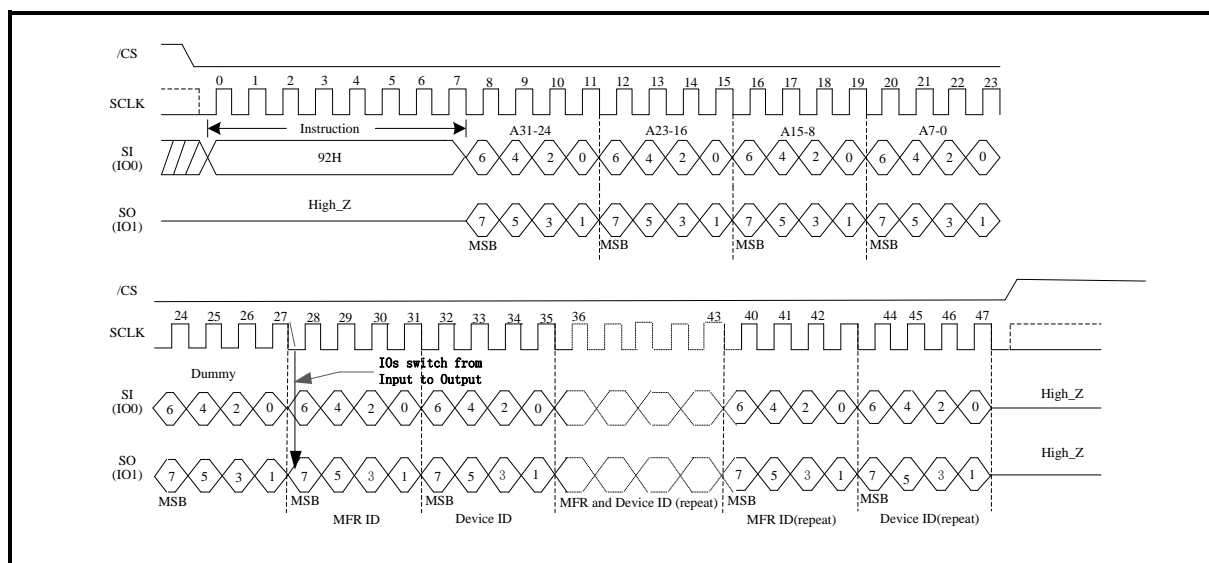 /CS
0 1 2 3 4 5 6 7 8 9 10 11 12 13 14 15 16 17 18 19 20 21 22 23
SCLK
Instruction A31-24 A23-16 A15-8 A7-0
SI
(IO0)
92H 6 4 2 0 6 4 2 0 6 4 2 0 6 4 2 0
High_Z
SO
(IO1)
7 5 3 1 7 5 3 1 7 5 3 1 7 5 3 1
MSB MSB MSB MSB
/CS
24 25 26 27 28 29 30 31 32 33 34 35 36 43 40 41 42 44 45 46 47
SCLK
IOs switch from
Input to Output
Dummy
SI
(IO0)
6 4 2 0 6 4 2 0 6 4 2 0 6 4 2 0 6 4 2 0 High_Z
SO
(IO1)
7 5 3 1 7 5 3 1 7 5 3 1 7 5 3 1 7 5 3 1 High_Z
MSB MSB MSB MFR and Device ID (repeat) MSB MSB
MFR ID Device ID MFR ID(repeat) Device ID(repeat)